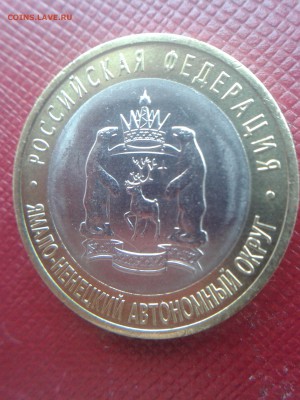 COINS.LAVE.RU
РОССИЙСКАЯ ФЕДЕРАЦИЯ
ЯМАЛО-НЕНЕЦКИЙ АВТОНОМНЫЙ ОКРУГ